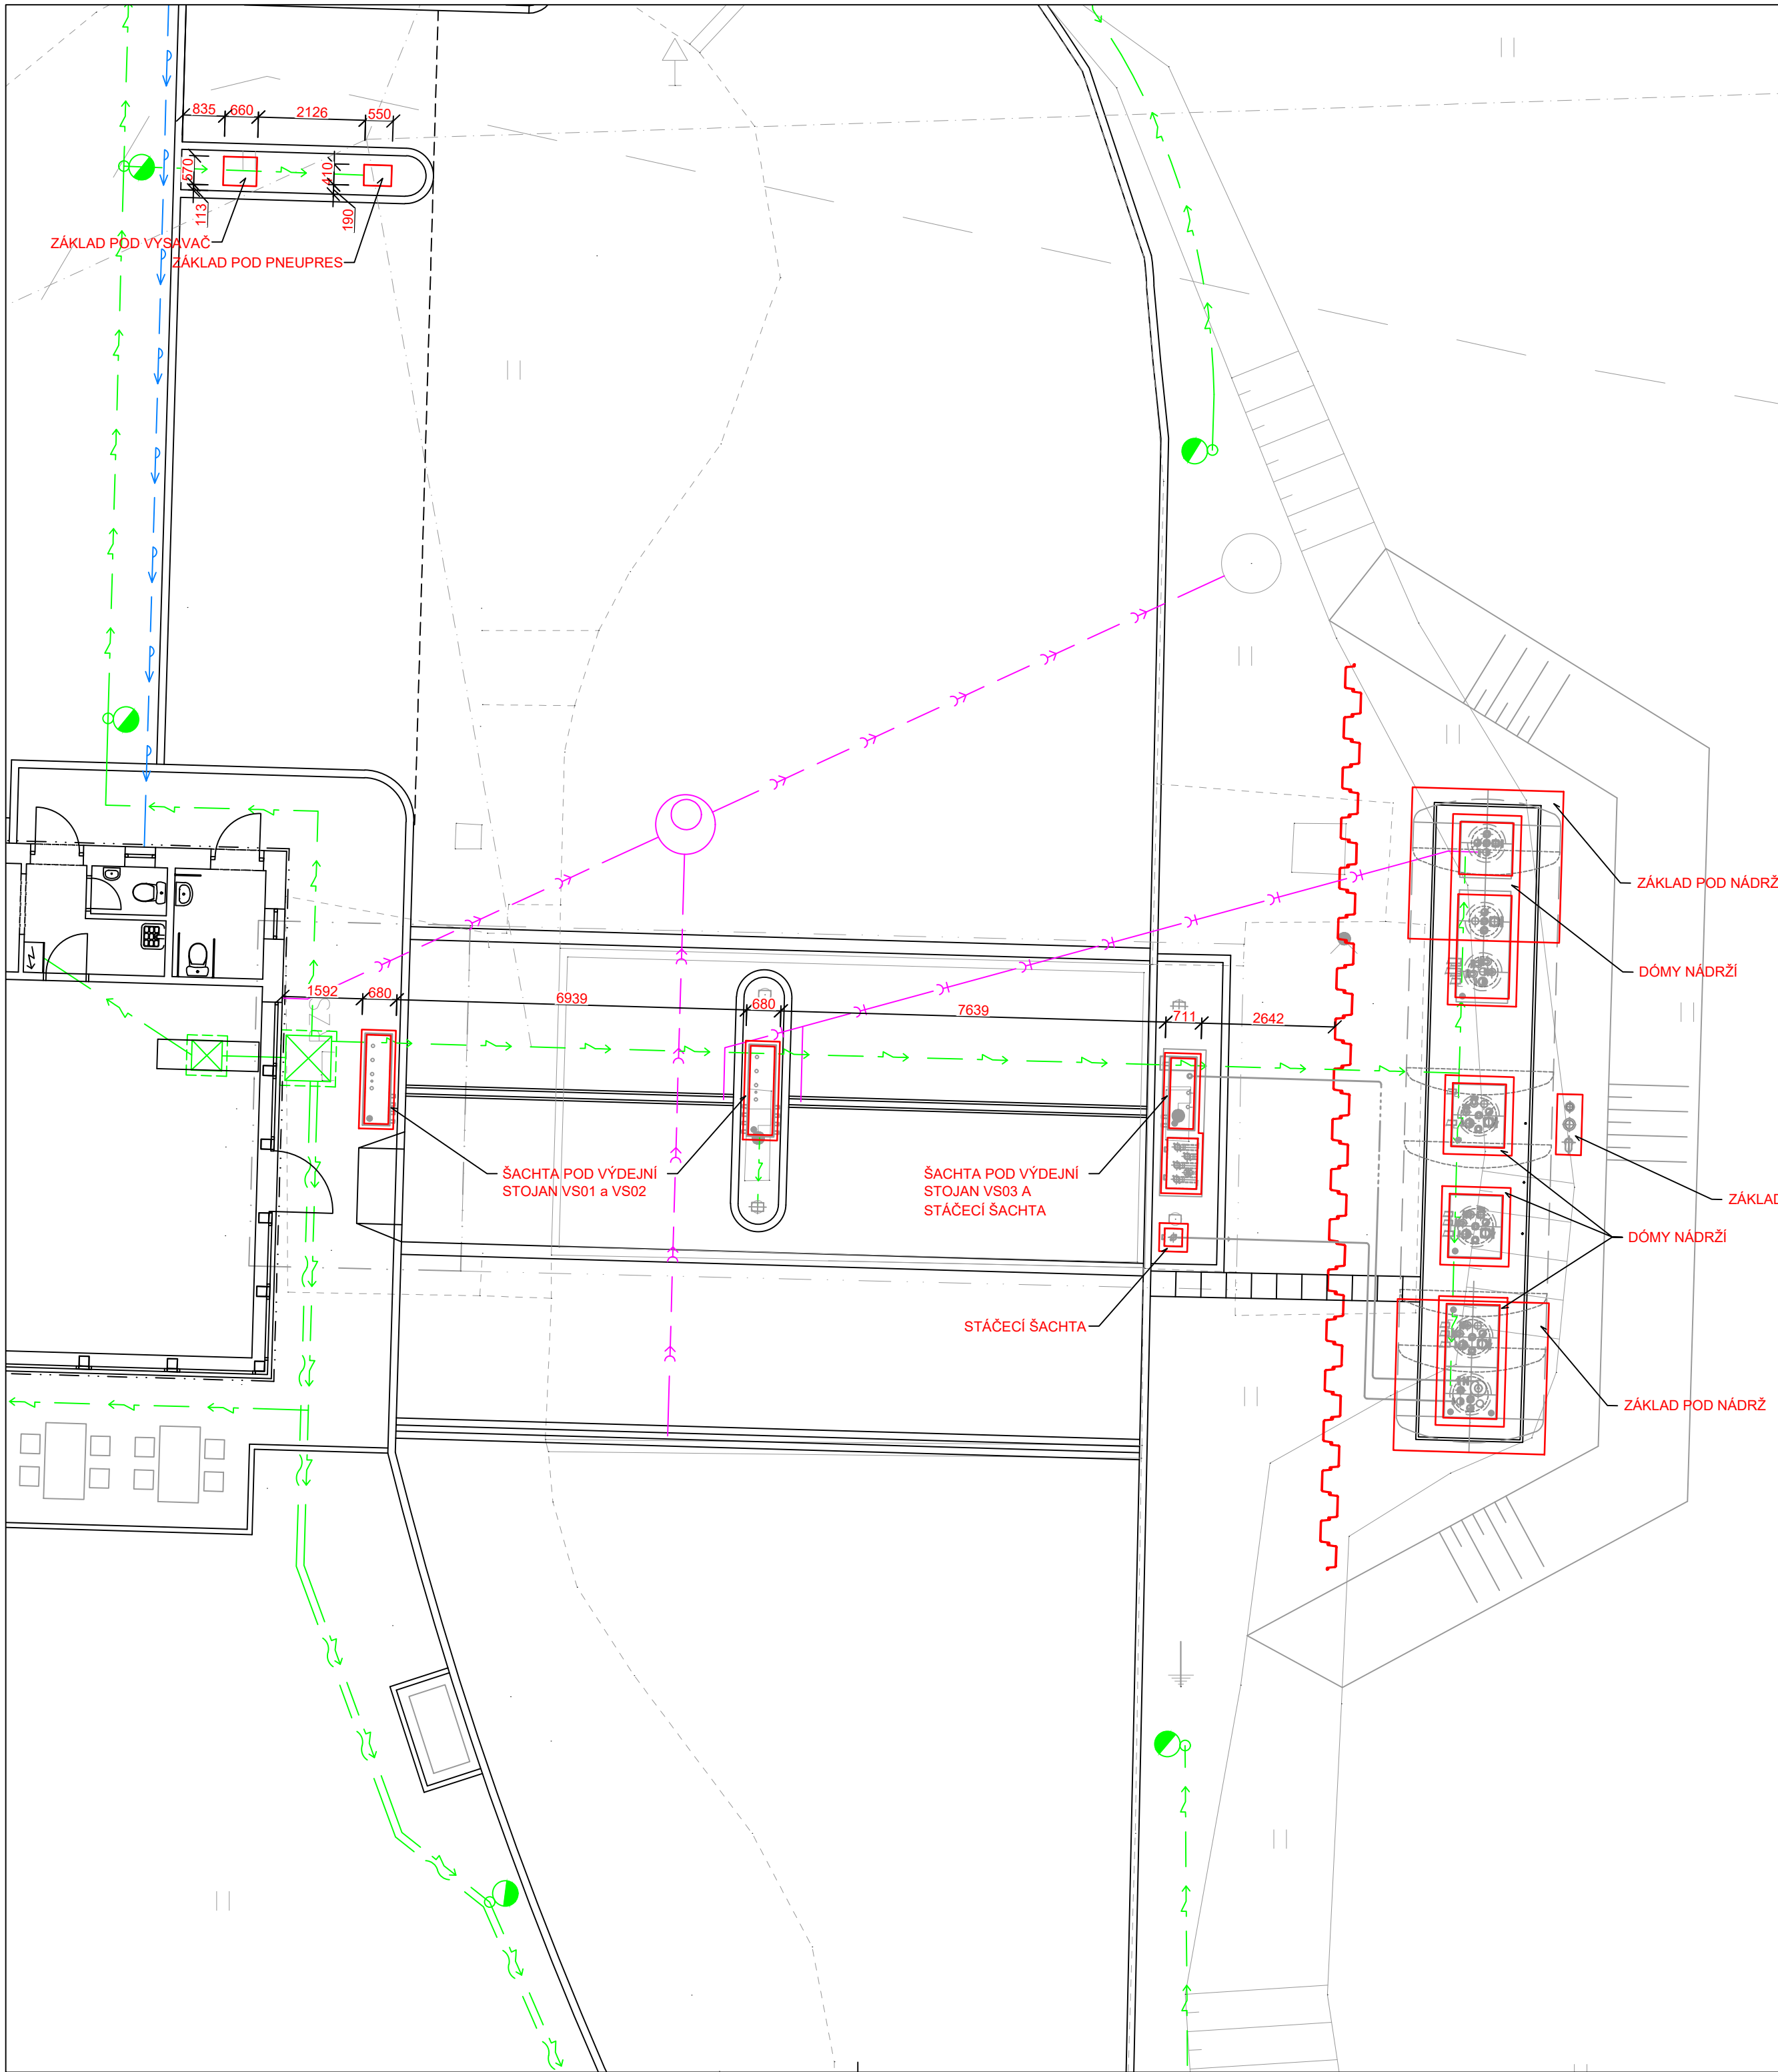 835 660 2126 550
570
410
113
190
ZÁKLAD POD VYSAVAČ
ZÁKLAD POD PNEUPRES
ZÁKLAD POD NÁDRŽ
DÓMY NÁDRŽÍ
1592 680 6939 680 7639 711 2642
ŠACHTA POD VÝDEJNÍ
STOJAN VS01 a VS02
ŠACHTA POD VÝDEJNÍ
STOJAN VS03 A
STÁČECÍ ŠACHTA
ZÁKLAD
DÓMY NÁDRŽÍ
STÁČECÍ ŠACHTA
ZÁKLAD POD NÁDRŽ